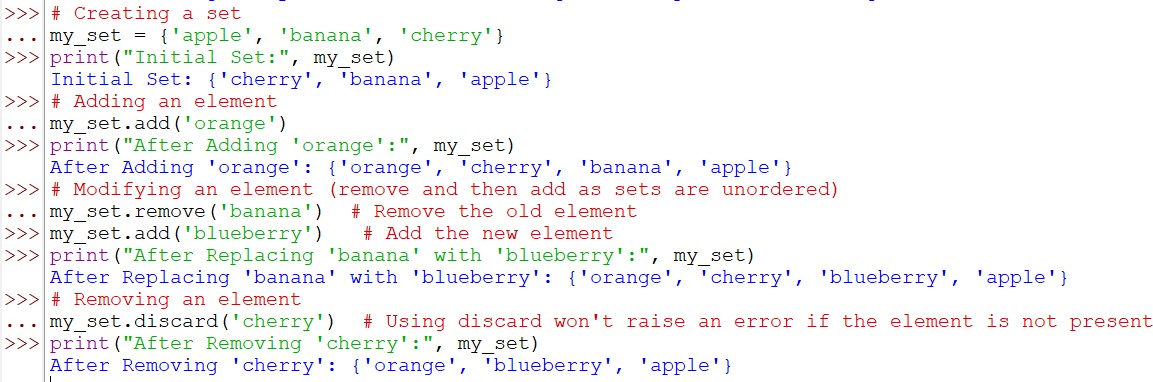 >>> # Creating a set
... my_set = {'apple', 'banana', 'cherry'}
>>> print("Initial Set:", my_set)
Initial Set: {'cherry', 'banana', 'apple'}
>>> # Adding an element
... my_set.add('orange')
>>> print("After Adding 'orange':", my_set)
After Adding 'orange': {'orange', 'cherry', 'banana', 'apple'}
>>> # Modifying an element (remove and then add as sets are unordered)
... my_set.remove('banana')  # Remove the old element
>>> my_set.add('blueberry')   # Add the new element
>>> print("After Replacing 'banana' with 'blueberry':", my_set)
After Replacing 'banana' with 'blueberry': {'orange', 'cherry', 'blueberry', 'apple'}
>>> # Removing an element
... my_set.discard('cherry')  # Using discard won't raise an error if the element is not present
>>> print("After Removing 'cherry':", my_set)
After Removing 'cherry': {'orange', 'blueberry', 'apple'}